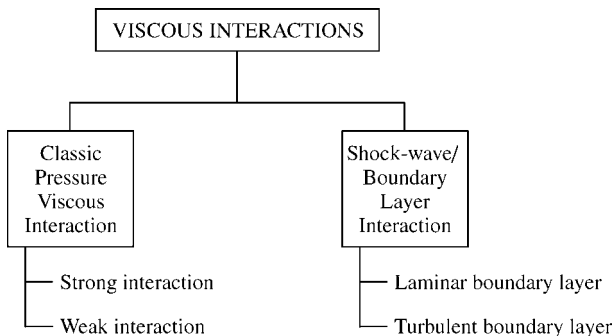 VISCOUS INTERACTIONS
Classic
Pressure
Viscous
Interaction
Strong interaction
Weak interaction
Shock-wave/
Boundary
Layer
Interaction
Laminar boundary layer
Turbulent boundary layer